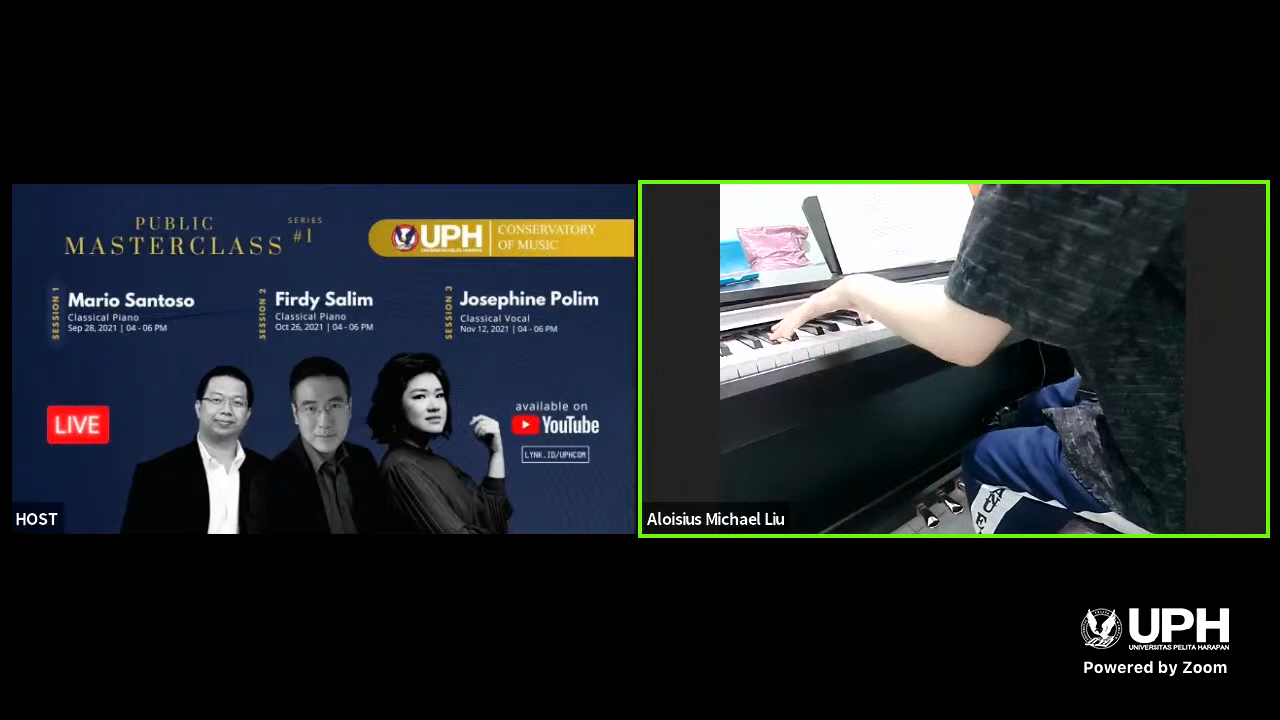 PUBLIC
MASTERCLASS
SERIES
#1
UPH
UNIVERSITAS PELITA HARAPAN
CONSERVATORY
OF MUSIC
SESSION 1
Mario Santoso
Classical Piano
Sep 28, 2021 | 04 - 06 PM
SESSION 2
Firdy Salim
Classical Piano
Oct 26, 2021 | 04 - 06 PM
SESSION 3
Josephine Polim
Classical Vocal
Nov 12, 2021 | 04 - 06 PM
LIVE
available on
YouTube
LYNK.ID/UPHCOM
HOST
Aloisius Michael Liu
UPH
UNIVERSITAS PELITA HARAPAN
Powered by Zoom